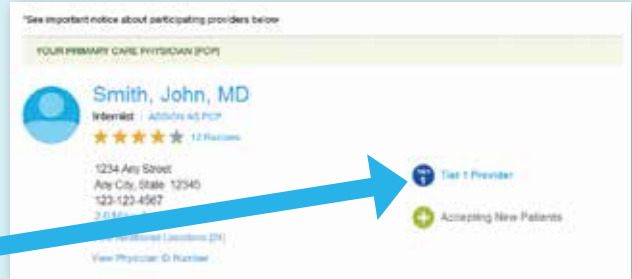 *See important notice about participating providers below
YOUR PRIMARY CARE PHYSICIAN (PCP)
Smith, John, MD
Internist | ASSIGN AS PCP
12 Reviews
1234 Any Street
Any City, State 12345
123-123-4567
Tier 1 Provider
Accepting New Patients
View Physician ID Number